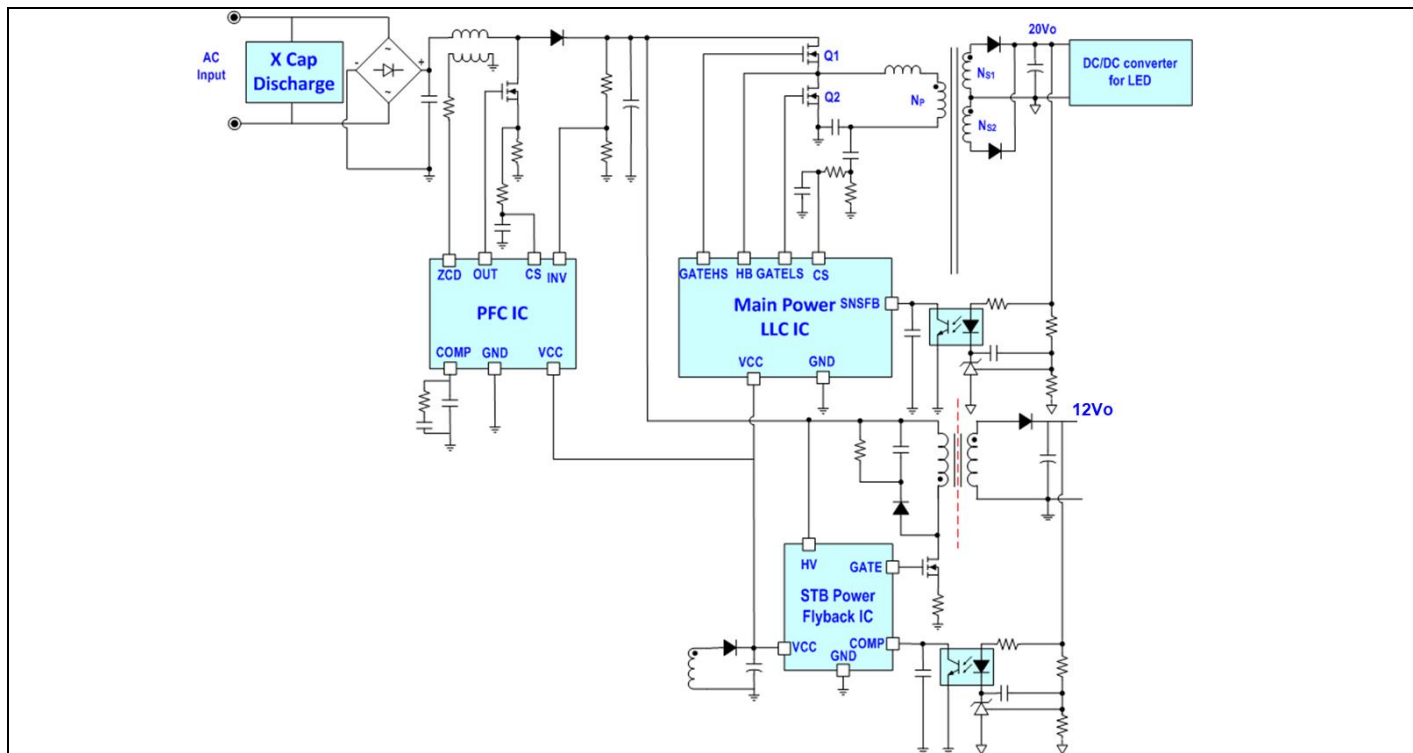 AC
Input
X Cap
Discharge
-
+
~
~
Q1
Q2
NP
NS1
NS2
20Vo
DC/DC converter
for LED
ZCD
OUT
CS
INV
PFC IC
COMP
GND
VCC
GATEHS
HB
GATELS
CS
Main Power
LLC IC
SNSFB
VCC
GND
12Vo
HV
GATE
STB Power
Flyback IC
COMP
VCC
GND